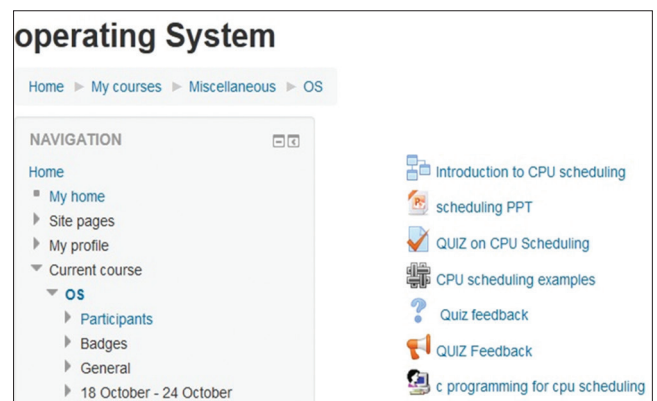 operating System
Home My courses Miscellaneous OS
NAVIGATION
Home
My home
Site pages
My profile
Current course
OS
Participants
Badges
General
18 October - 24 October
Introduction to CPU scheduling
scheduling PPT
QUIZ on CPU Scheduling
CPU scheduling examples
Quiz feedback
QUIZ Feedback
c programming for cpu scheduling